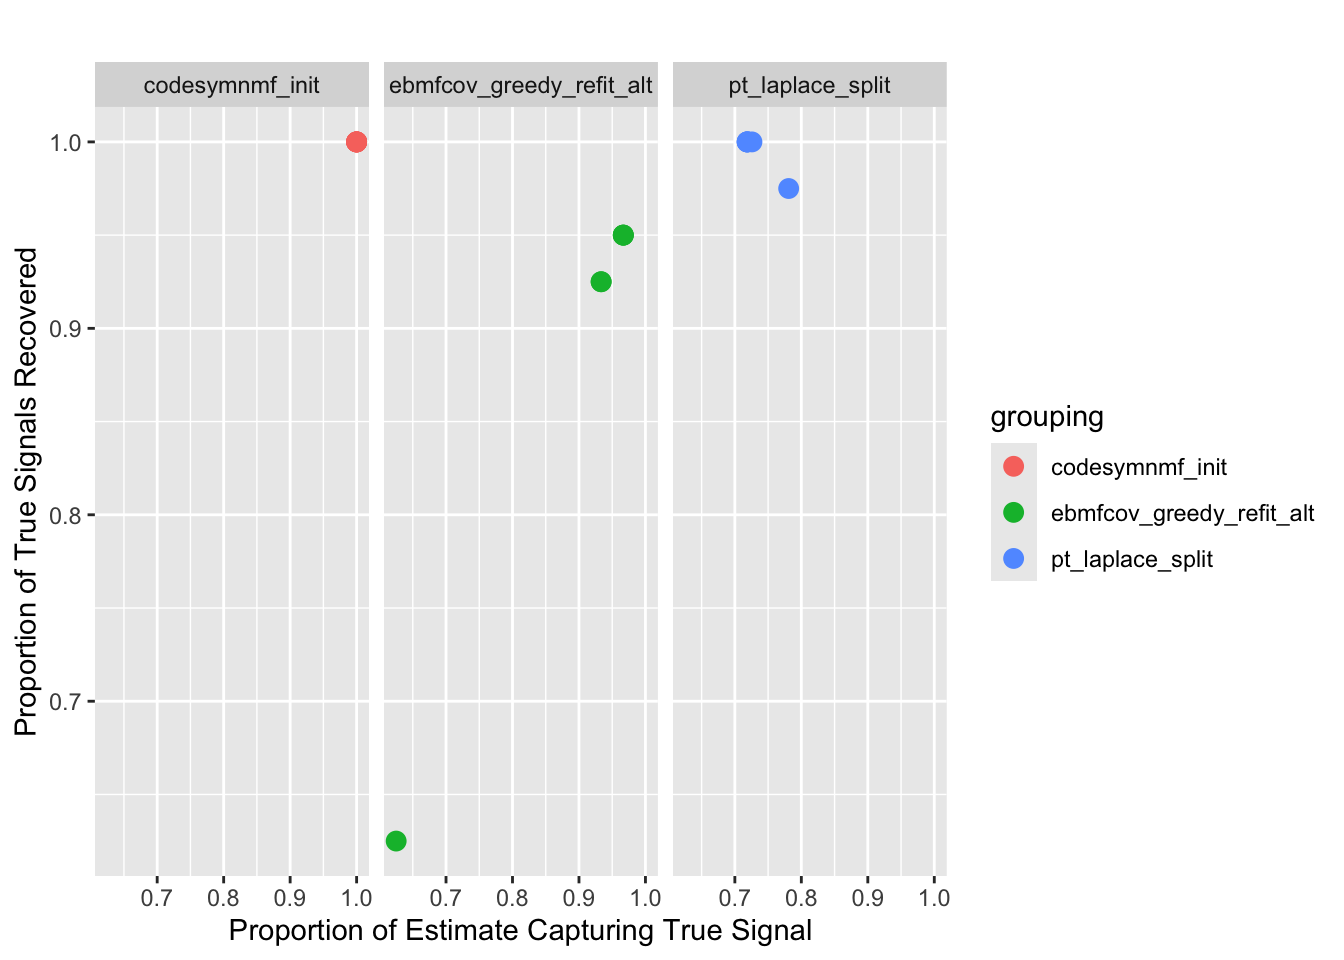 codesymnmf_init
ebmfcov_greedy_refit_alt
pt_laplace_split
Proportion of True Signals Recovered
1.0
0.9
0.8
0.7
0.7 0.8 0.9 1.0
0.7 0.8 0.9 1.0
0.7 0.8 0.9 1.0
Proportion of Estimate Capturing True Signal
grouping
codesymnmf_init
ebmfcov_greedy_refit_alt
pt_laplace_split